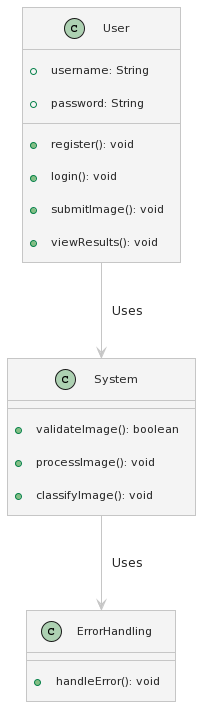 C User
username: String
password: String
register(): void
login(): void
submitImage(): void
viewResults(): void
Uses
C System
validateImage(): boolean
processImage(): void
classifyImage(): void
Uses
C ErrorHandling
handleError(): void